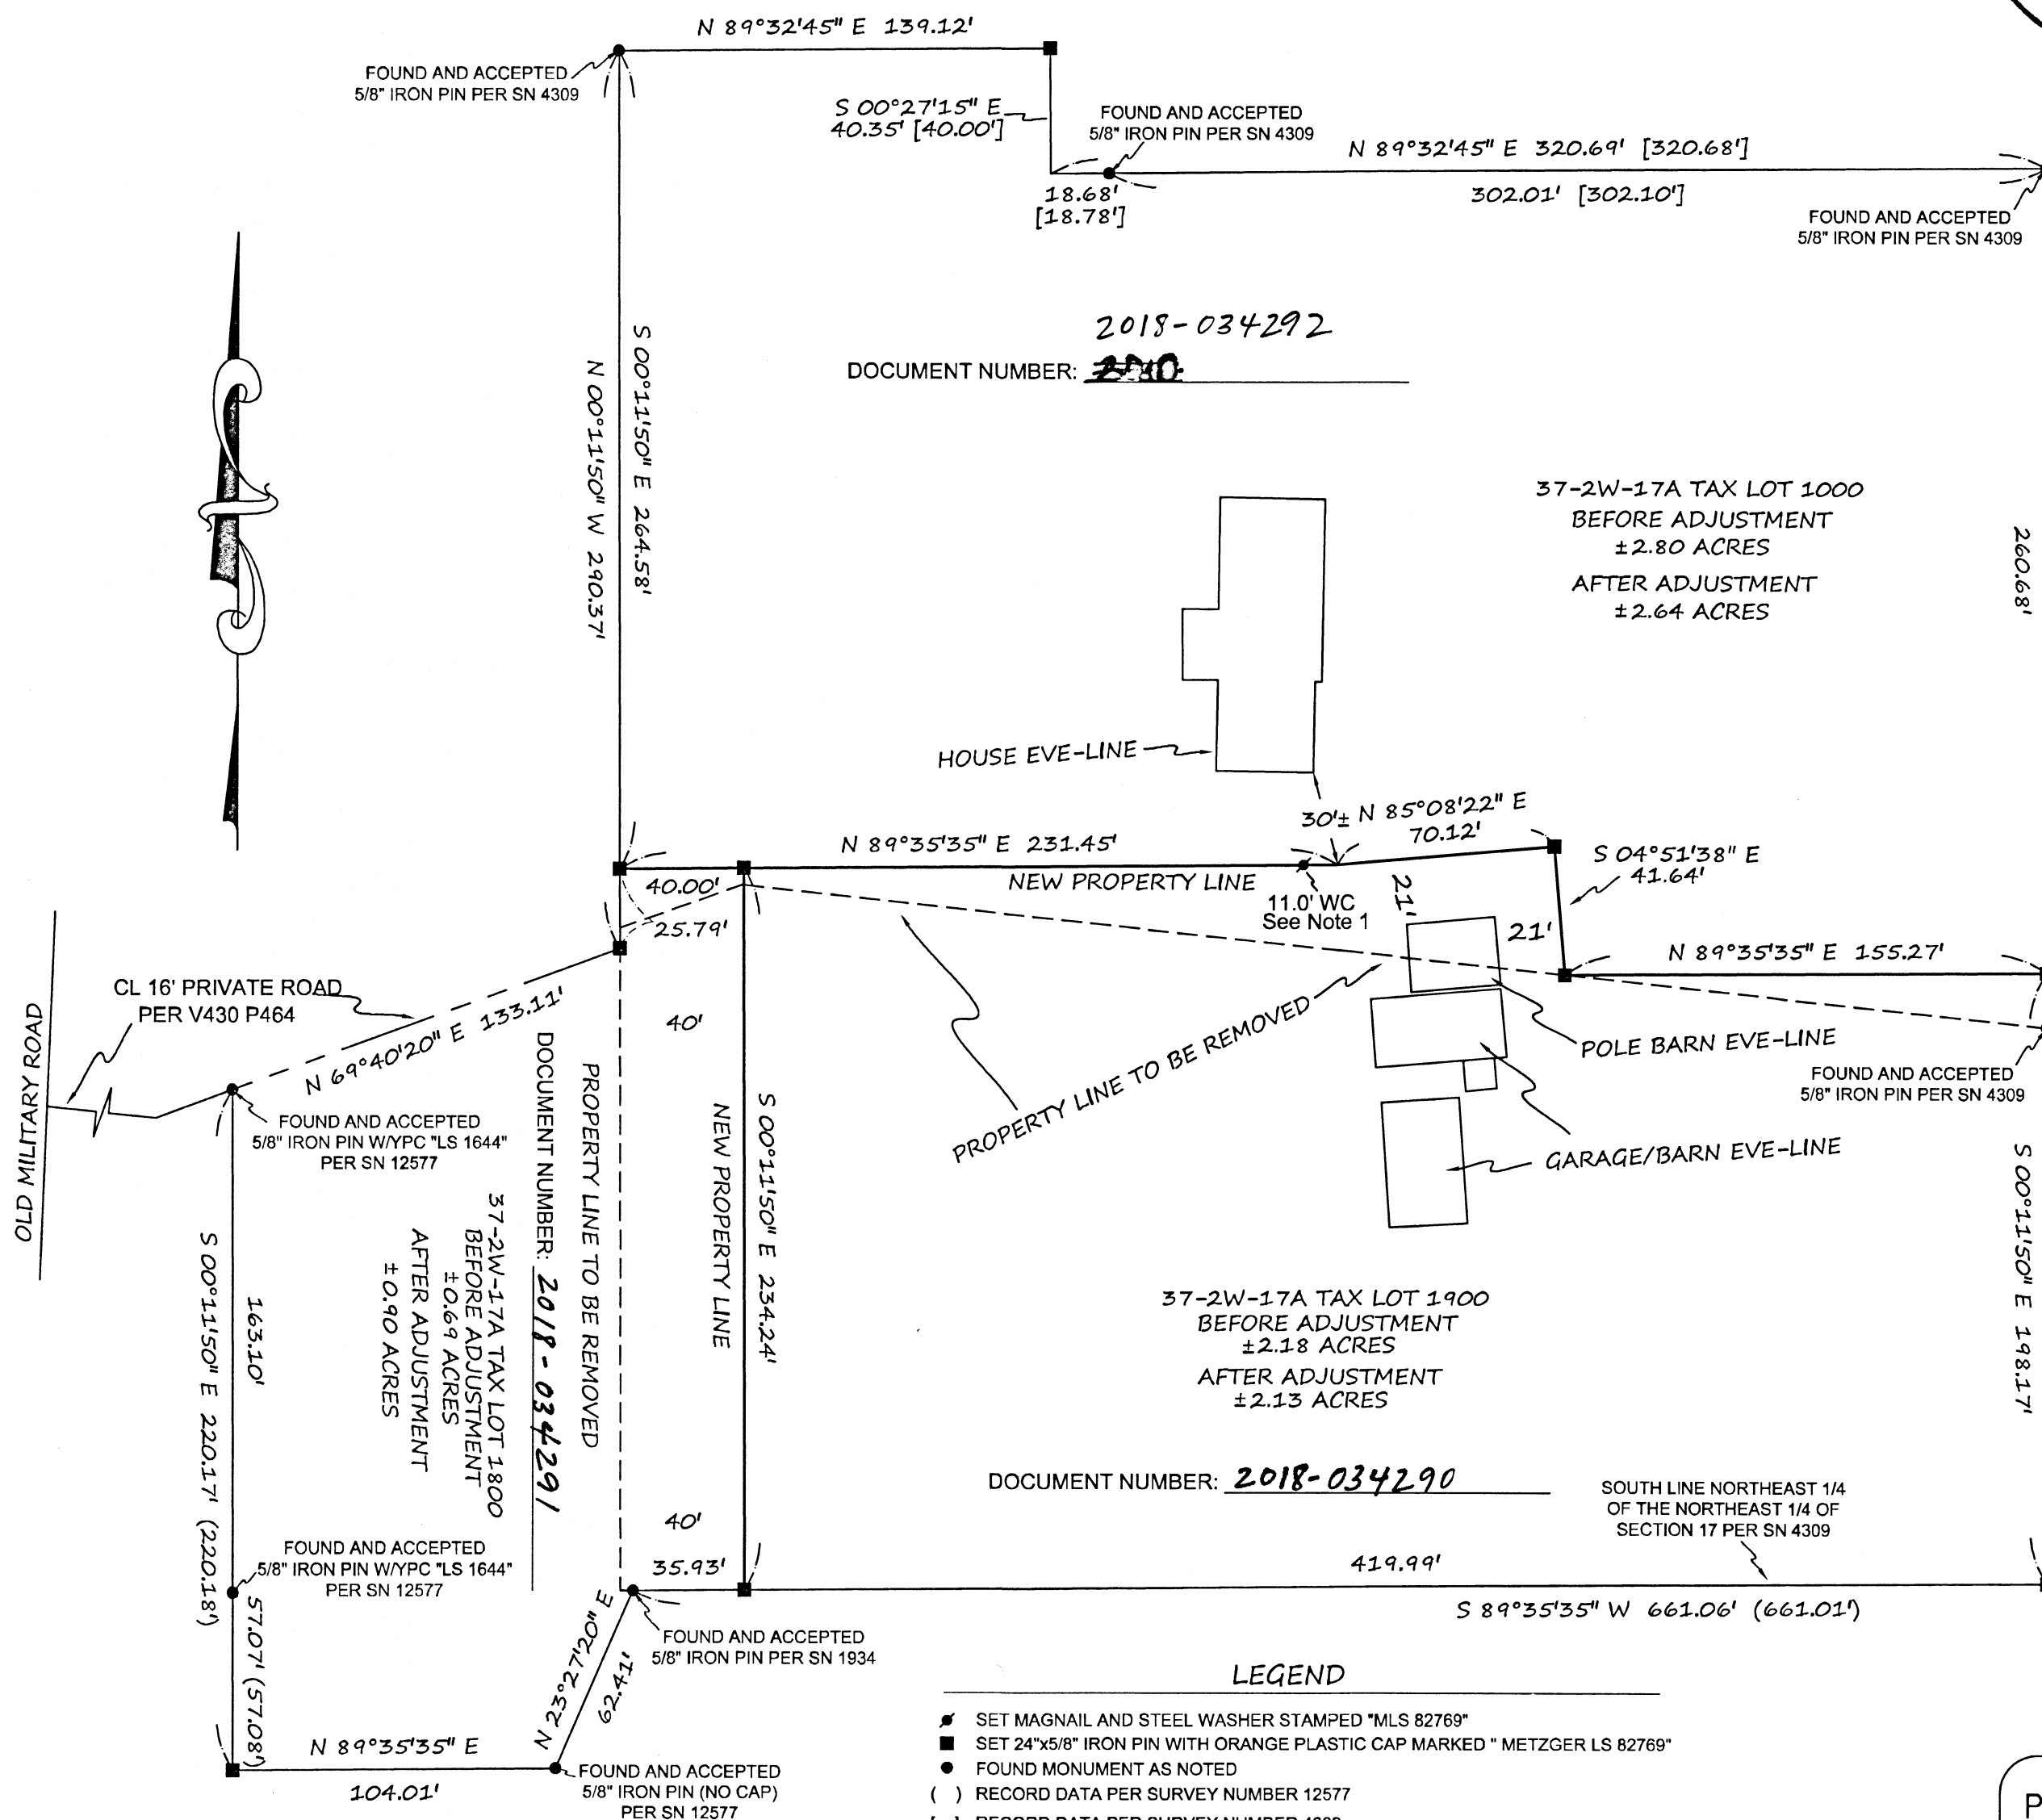 N 89°32'45" E 139.12'
FOUND AND ACCEPTED
5/8" IRON PIN PER SN 4309
S 00°27'15" E
40.35' [40.00']
FOUND AND ACCEPTED
5/8" IRON PIN PER SN 4309
N 89°32'45" E 320.69' [320.68']
18.68'
[18.78']
302.01' [302.10']
FOUND AND ACCEPTED
5/8" IRON PIN PER SN 4309
S 00°11'50" E 264.58'
N 00°11'50" W 290.37'
2018-034292
DOCUMENT NUMBER:
37-2W-17A TAX LOT 1000
BEFORE ADJUSTMENT
±2.80 ACRES
AFTER ADJUSTMENT
±2.64 ACRES
260.68'
HOUSE EVE-LINE
30'±
N 85°08'22" E
70.12'
N 89°35'35" E 231.45'
S 04°51'38" E
41.64'
40.00'
NEW PROPERTY LINE
11.0' WC
See Note 1
21'
21'
25.79'
N 89°35'35" E 155.27'
CL 16' PRIVATE ROAD
PER V430 P464
N 69°40'20" E 133.11'
OLD MILITARY ROAD
40'
PROPERTY LINE TO BE REMOVED
POLE BARN EVE-LINE
FOUND AND ACCEPTED
5/8" IRON PIN PER SN 4309
FOUND AND ACCEPTED
5/8" IRON PIN W/YPC "LS 1644"
PER SN 12577
GARAGE/BARN EVE-LINE
S 00°11'50" E 198.17'
S 00°11'50" E 234.24'
NEW PROPERTY LINE
PROPERTY LINE TO BE REMOVED
DOCUMENT NUMBER: 2018-034291
37-2W-17A TAX LOT 1800
BEFORE ADJUSTMENT
±0.69 ACRES
AFTER ADJUSTMENT
±0.90 ACRES
163.10'
S 00°11'50" E 220.17' (220.18')
37-2W-17A TAX LOT 1900
BEFORE ADJUSTMENT
±2.18 ACRES
AFTER ADJUSTMENT
±2.13 ACRES
DOCUMENT NUMBER: 2018-034290
SOUTH LINE NORTHEAST 1/4
OF THE NORTHEAST 1/4 OF
SECTION 17 PER SN 4309
40'
35.93'
419.99'
S 89°35'35" W 661.06' (661.01')
FOUND AND ACCEPTED
5/8" IRON PIN W/YPC "LS 1644"
PER SN 12577
57.07' (57.08')
N 23°27'20" E
62.41'
FOUND AND ACCEPTED
5/8" IRON PIN PER SN 1934
N 89°35'35" E
104.01'
FOUND AND ACCEPTED
5/8" IRON PIN (NO CAP)
PER SN 12577
LEGEND
SET MAGNAIL AND STEEL WASHER STAMPED "MLS 82769"
SET 24"x5/8" IRON PIN WITH ORANGE PLASTIC CAP MARKED " METZGER LS 82769"
FOUND MONUMENT AS NOTED
( ) RECORD DATA PER SURVEY NUMBER 12577